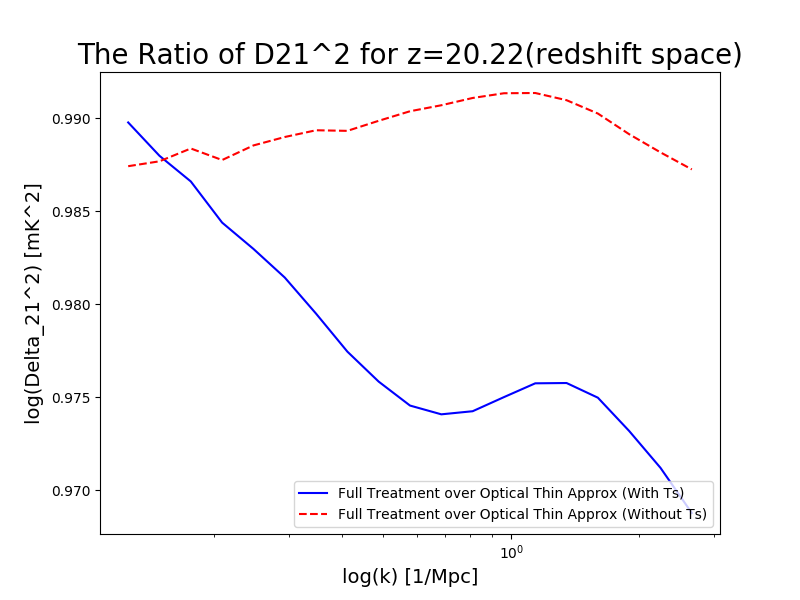 The Ratio of D21^2 for z=20.22(redshift space)
log(Delta_21^2) [mK^2]
0.990
0.985
0.980
0.975
0.970
Full Treatment over Optical Thin Approx (With Ts)
Full Treatment over Optical Thin Approx (Without Ts)
10^0
log(k) [1/Mpc]